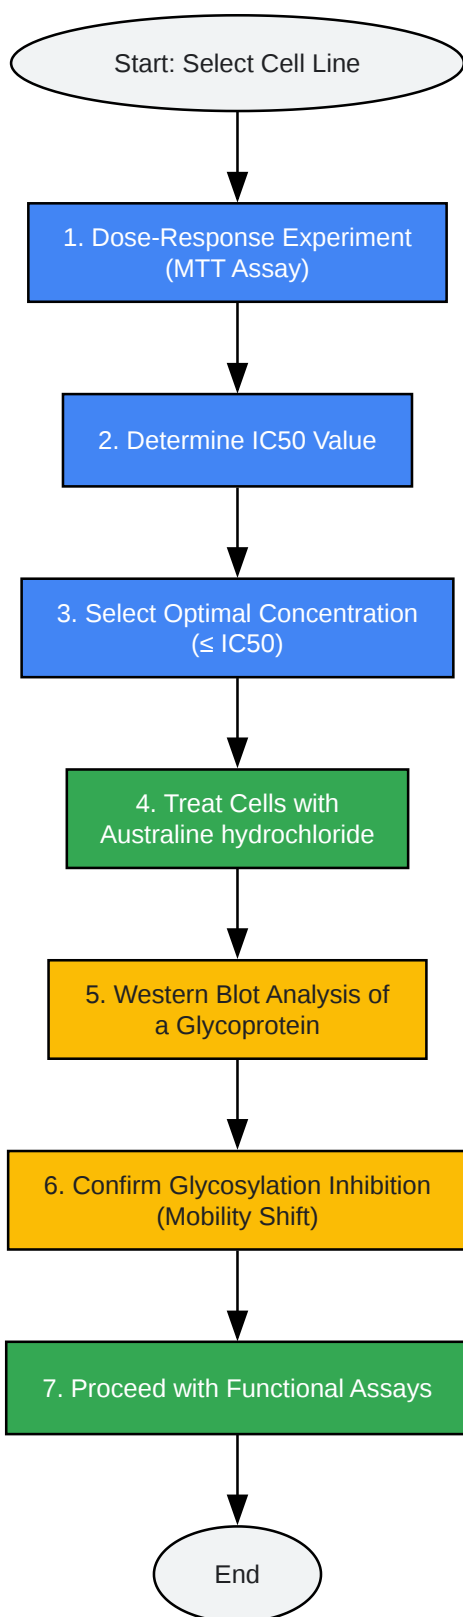 Start: Select Cell Line
1. Dose-Response Experiment
(MTT Assay)
2. Determine IC50 Value
3. Select Optimal Concentration
(≤ IC50)
4. Treat Cells with
Australine hydrochloride
5. Western Blot Analysis of
a Glycoprotein
6. Confirm Glycosylation Inhibition
(Mobility Shift)
7. Proceed with Functional Assays
End